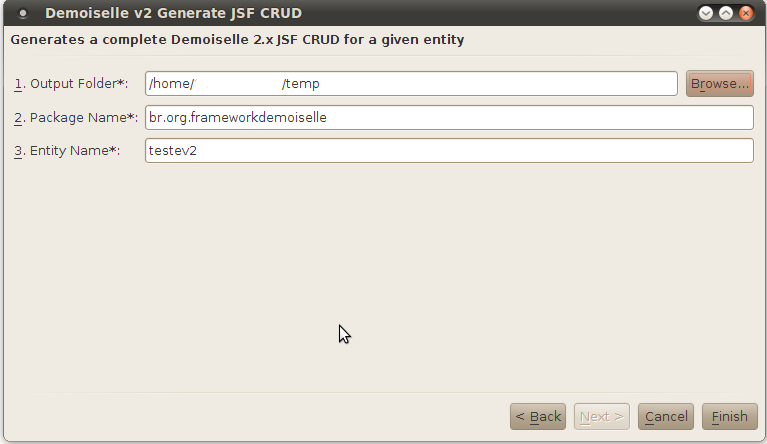 Demoiselle v2 Generate JSF CRUD
Generates a complete Demoiselle 2.x JSF CRUD for a given entity
1. Output Folder*: /home/ /temp Browse...
2. Package Name*: br.org.frameworkdemoiselle
3. Entity Name*: testev2
< Back Next > Cancel Finish